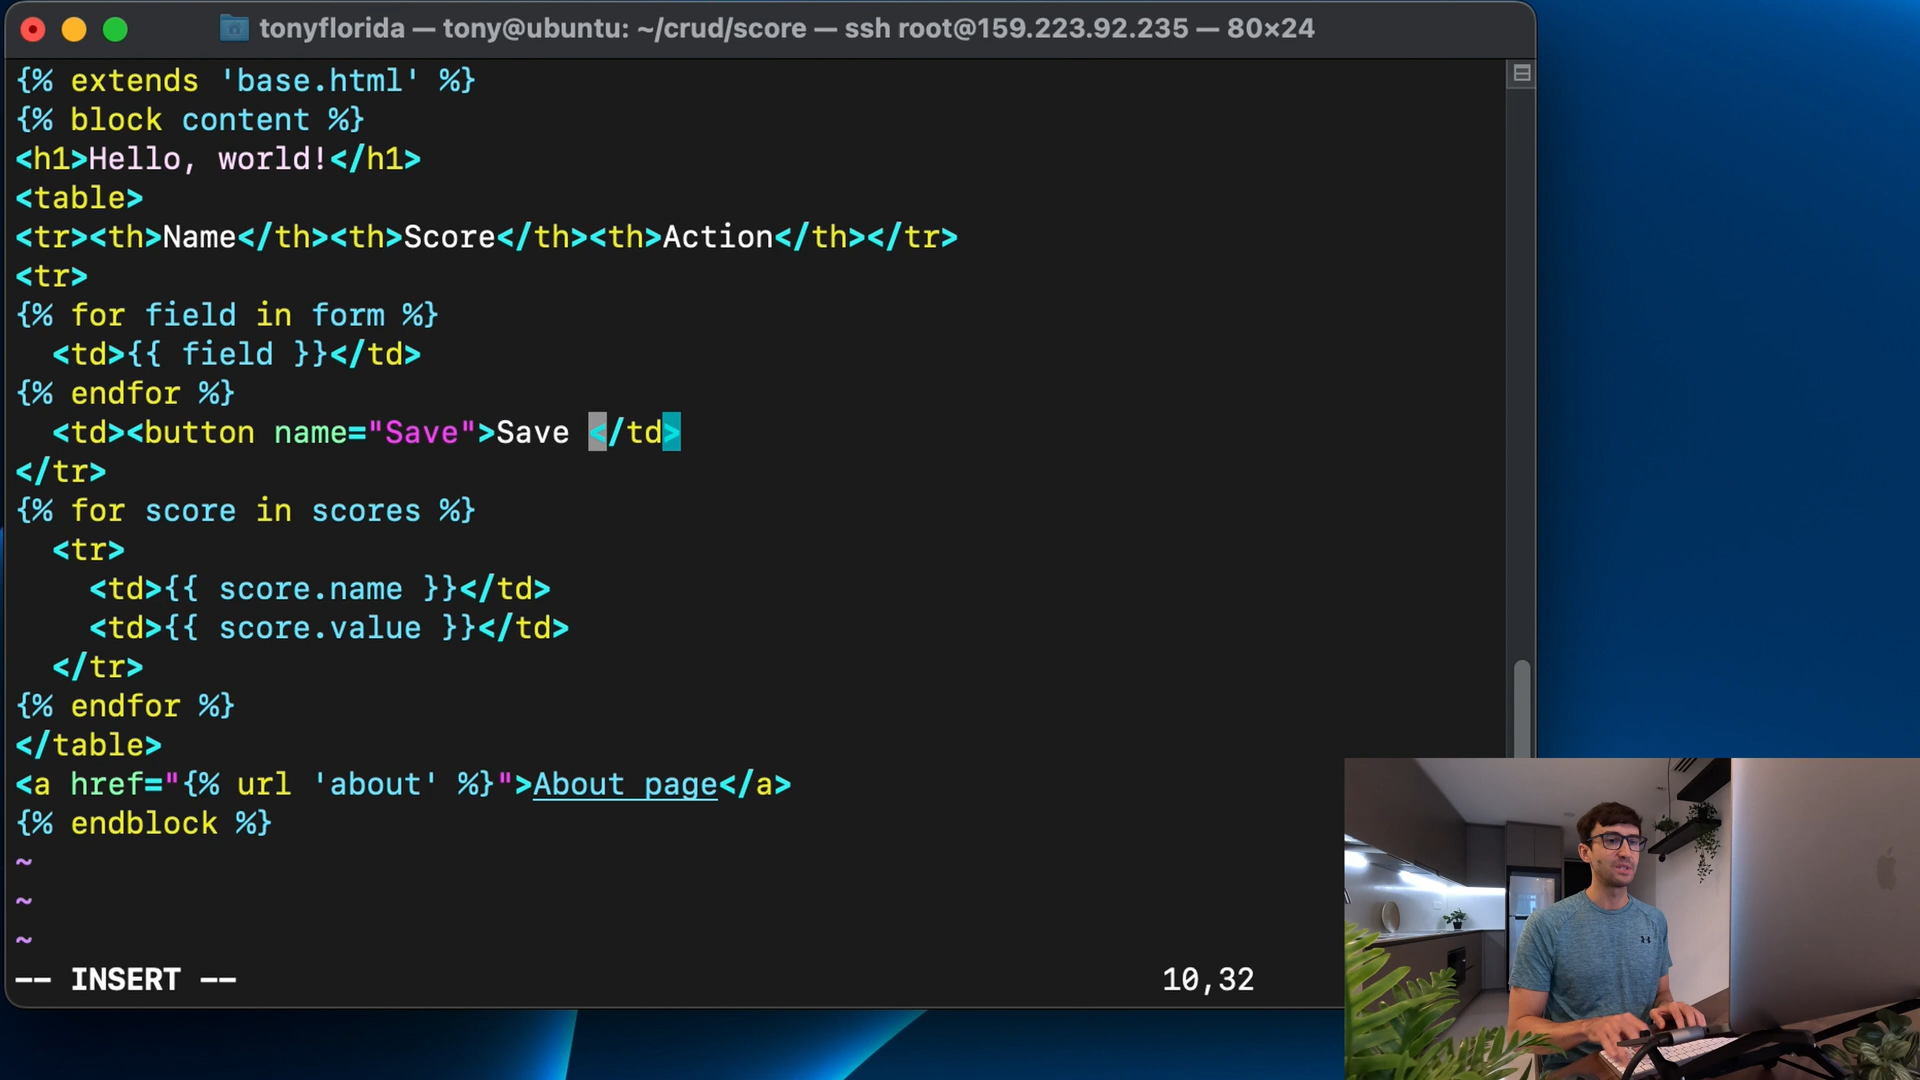 tonyflorida — tony@ubuntu: ~/crud/score — ssh root@159.223.92.235 — 80×24
{% extends 'base.html' %}
{% block content %}
<h1>Hello, world!</h1>
<table>
<tr><th>Name</th><th>Score</th><th>Action</th></tr>
<tr>
{% for field in form %}
  <td>{{ field }}</td>
{% endfor %}
  <td><button name="Save">Save </td>
</tr>
{% for score in scores %}
  <tr>
    <td>{{ score.name }}</td>
    <td>{{ score.value }}</td>
  </tr>
{% endfor %}
</table>
<a href="{% url 'about' %}">About page</a>
{% endblock %}
~
~
~
-- INSERT -- 10,32